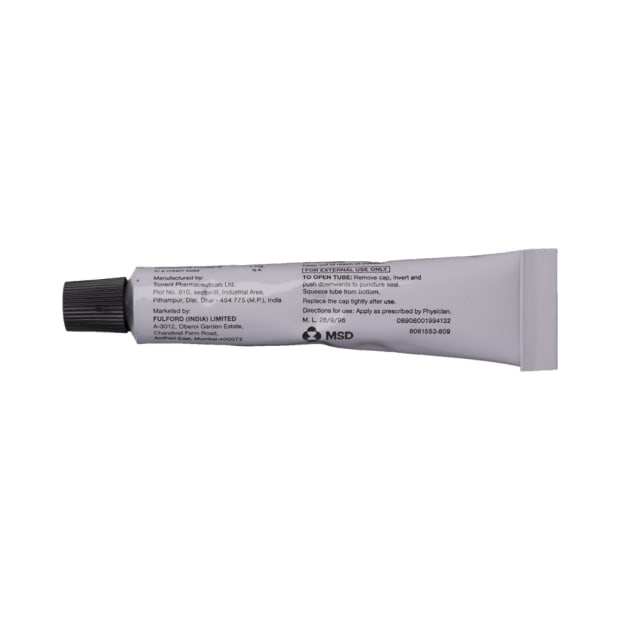 Manufactured by:
Torrent Pharmaceuticals Ltd.
Plot No. 810, sector-III, Industrial Area,
Pithampur, Dist. Dhar - 454 775 (M.P.), India
Marketed by:
FULFORD (INDIA) LIMITED
A-3012, Oberoi Garden Estate,
Chandivali Farm Road,
Andheri East, Mumbai-400072
FOR EXTERNAL USE ONLY
TO OPEN TUBE: Remove cap, invert and
push downwards to puncture seal.
Squeeze tube from bottom.
Replace the cap tightly after use.
Directions for use: Apply as prescribed by Physician.
M. L. 28/9/96 08908001994132
MSD
8061553-809